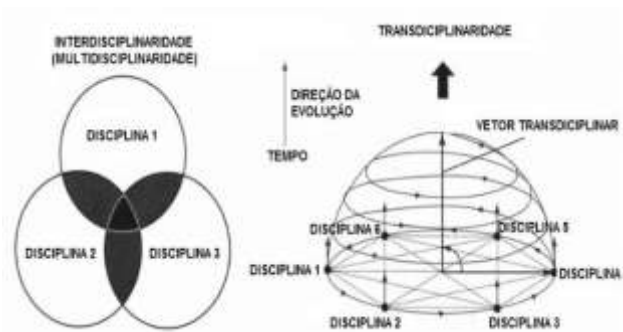 INTERDISCIPLINARIDADE
(MULTIDISCIPLINARIDADE)
DISCIPLINA 1
DISCIPLINA 2
DISCIPLINA 3
TRANSDICIPLINARIDADE
DIREÇÃO DA
EVOLUÇÃO
TEMPO
VETOR TRANSDICIPLINAR
DISCIPLINA 6
DISCIPLINA 5
DISCIPLINA 1
DISCIPLINA
DISCIPLINA 2
DISCIPLINA 3